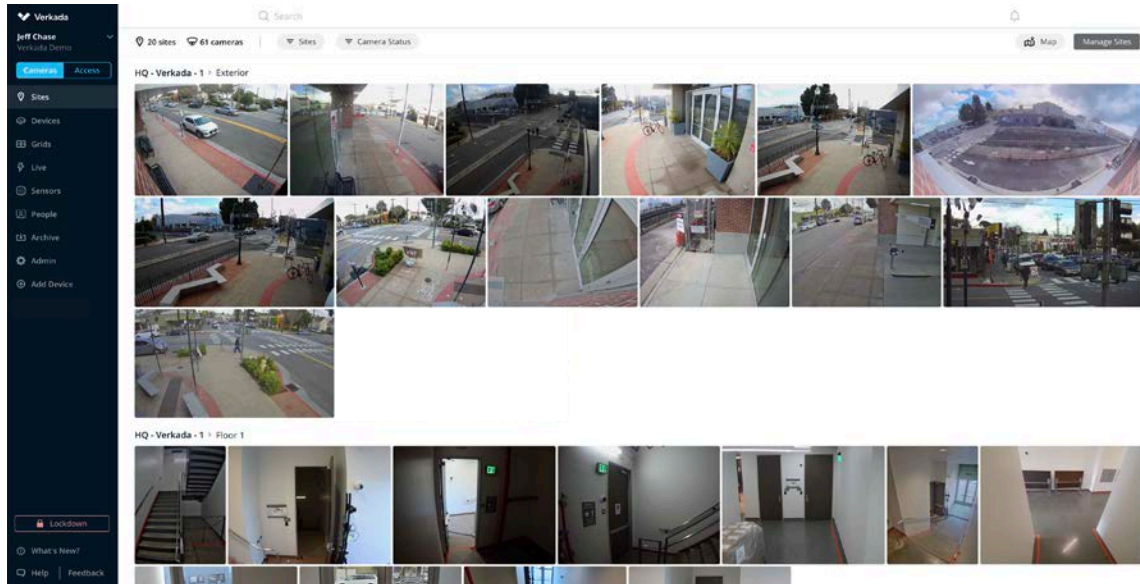 Verkada
Search
Jeff Chase
Verkada Demo
20 sites 61 cameras Sites Camera Status
Map Manage Sites
Cameras Access
HQ - Verkada - 1 > Exterior
Sites
Devices
Grids
Live
Sensors
People
Archive
Admin
Add Device
HQ - Verkada - 1 > Floor 1
Lockdown
What's New?
Help Feedback